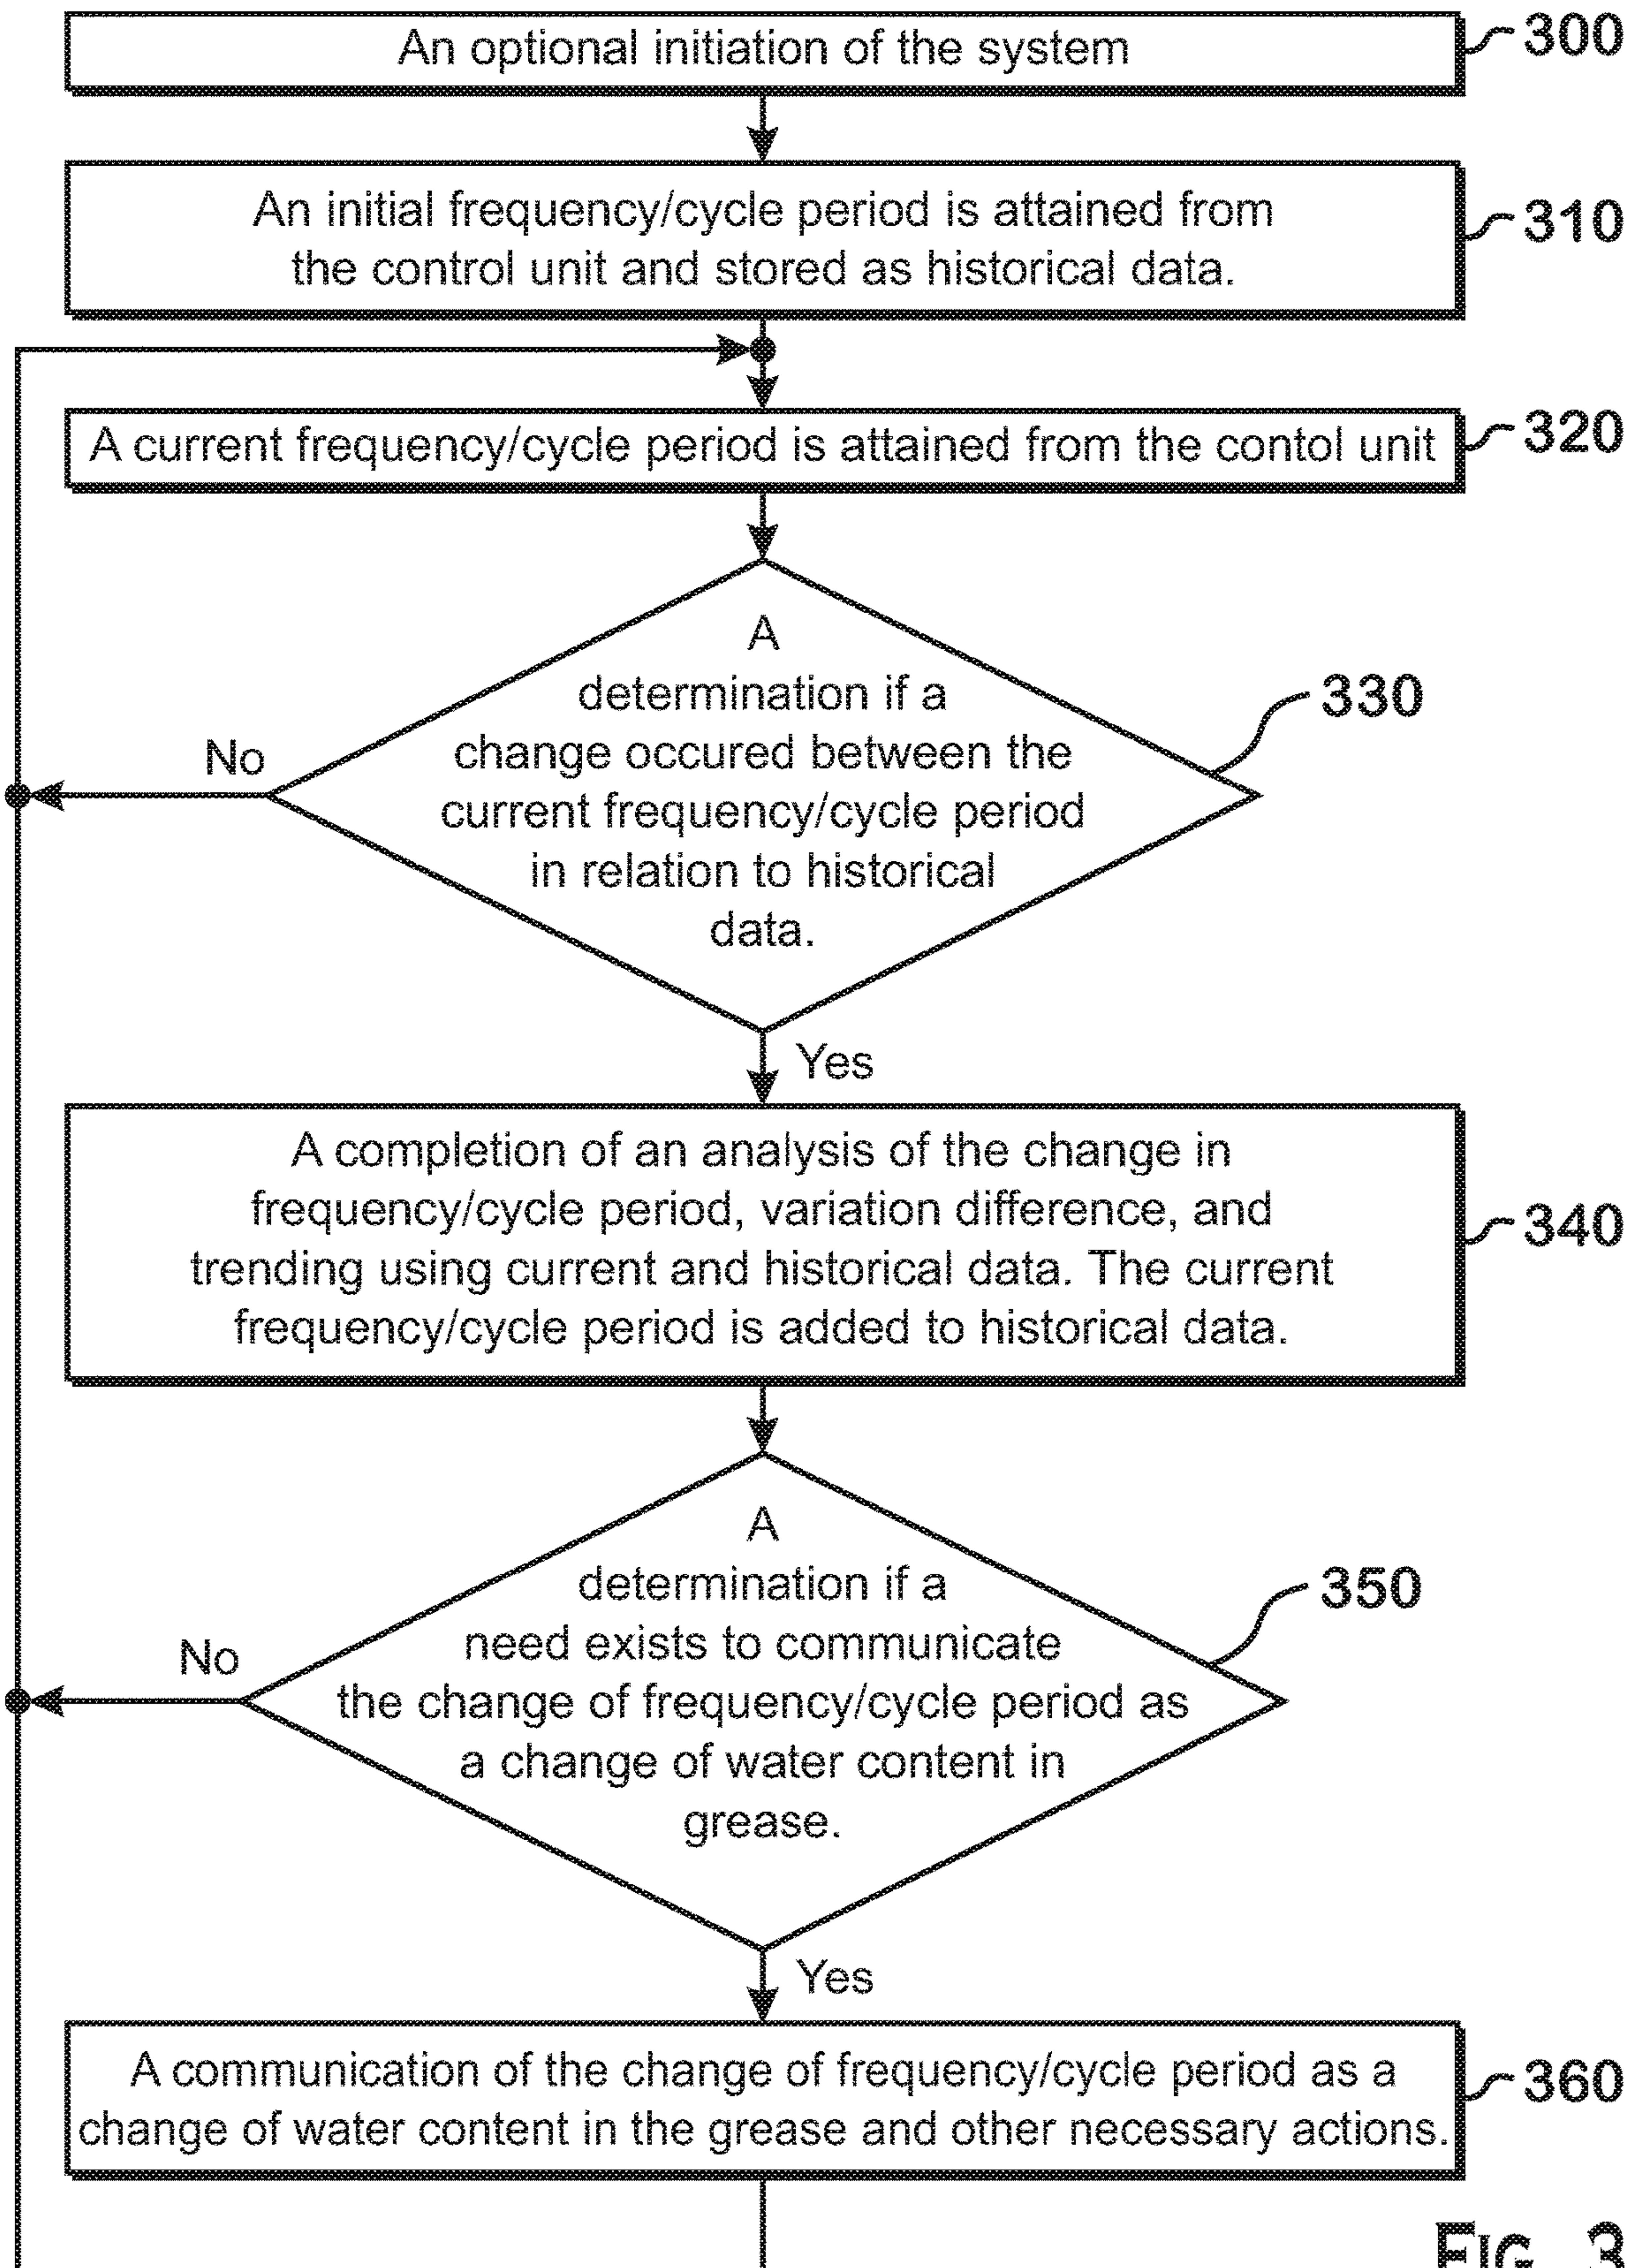 An optional initiation of the system
300
An initial frequency/cycle period is attained from
the control unit and stored as historical data.
310
A current frequency/cycle period is attained from the contol unit
320
A
determination if a
change occured between the
current frequency/cycle period
in relation to historical
data.
330
No
Yes
A completion of an analysis of the change in
frequency/cycle period, variation difference, and
trending using current and historical data. The current
frequency/cycle period is added to historical data.
340
A
determination if a
need exists to communicate
the change of frequency/cycle period as
a change of water content in
grease.
350
No
Yes
A communication of the change of frequency/cycle period as a
change of water content in the grease and other necessary actions.
360
FIG. 3